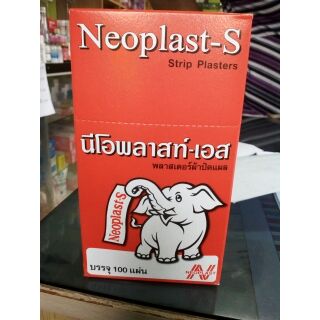 Neoplast-S
Strip Plasters
นีโอพลาสท์-เอส
พลาสเตอร์ผ้าปิดแผล
Neoplast-S
บรรจุ 100 แผ่น
NEOPLAST